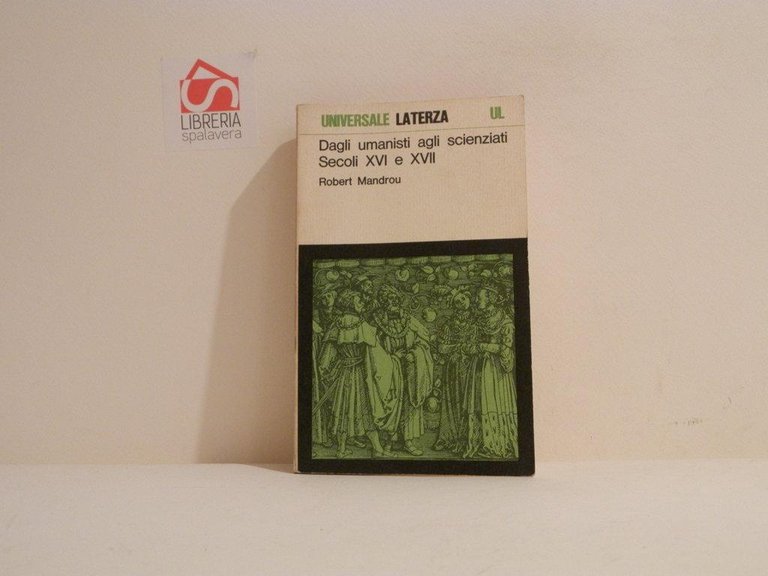 LIBRERIA
spalavera
UNIVERSALE LATERZA UL
Dagli umanisti agli scienziati
Secoli XVI e XVII
Robert Mandrou